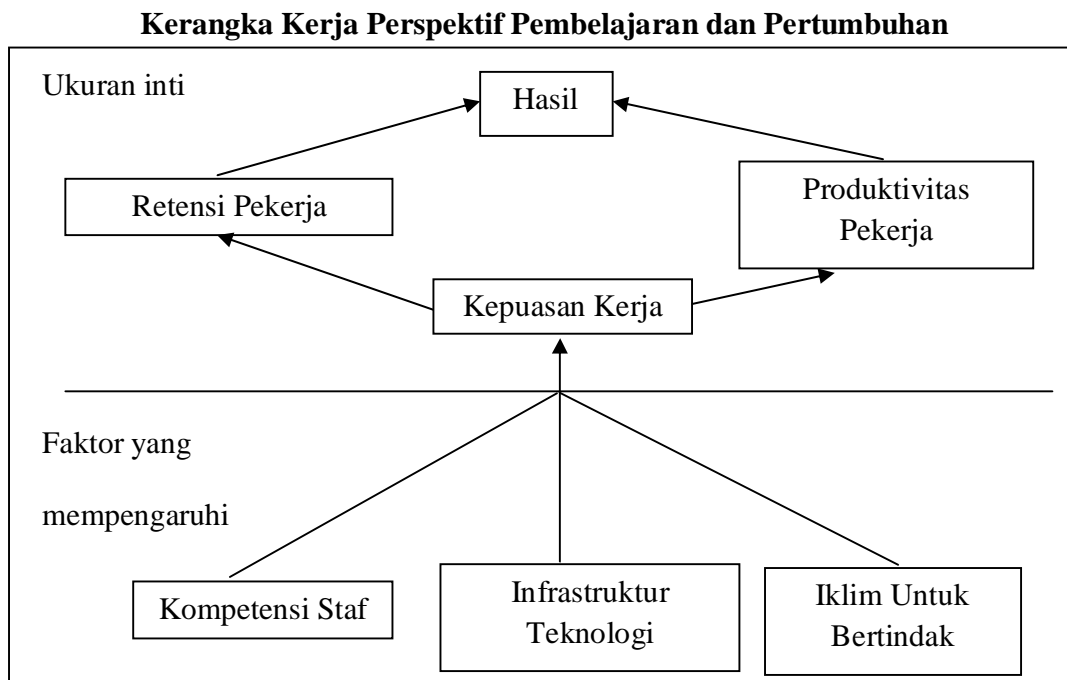 Kerangka Kerja Perspektif Pembelajaran dan Pertumbuhan
Ukuran inti
Hasil
Retensi Pekerja
Produktivitas
Pekerja
Kepuasan Kerja
Faktor yang
mempengaruhi
Kompetensi Staf
Infrastruktur
Teknologi
Iklim Untuk
Bertindak